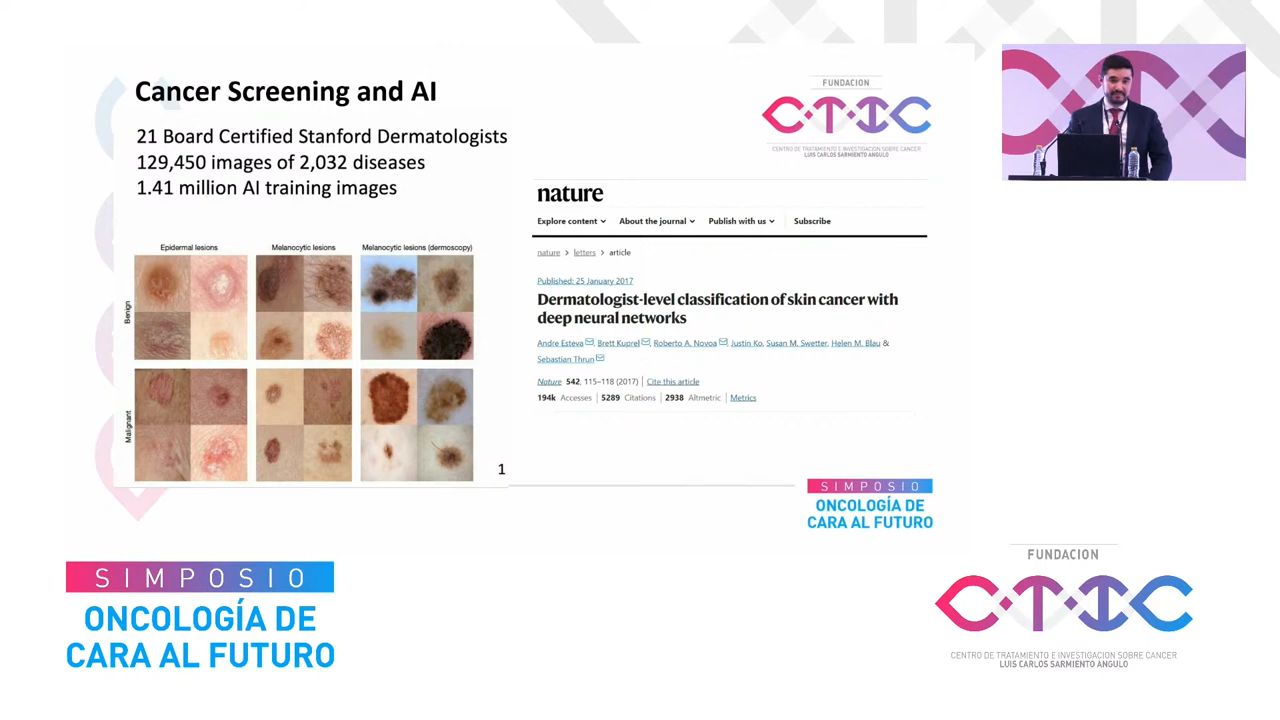 Cancer Screening and AI
21 Board Certified Stanford Dermatologists
129,450 images of 2,032 diseases
1.41 million AI training images
Epidermal lesions
Melanocytic lesions
Melanocytic lesions (dermoscopy)
Benign
Malignant
1
FUNDACION
CTIC
CENTRO DE TRATAMIENTO E INVESTIGACION SOBRE CANCER
LUIS CARLOS SARMIENTO ANGULO
nature
Explore content About the journal Publish with us Subscribe
nature > letters > article
Published: 25 January 2017
Dermatologist-level classification of skin cancer with
deep neural networks
Andre Esteva, Brett Kuprel, Roberto A. Novoa, Justin Ko, Susan M. Swetter, Helen M. Blau &
Sebastian Thrun
Nature 542, 115–118 (2017) | Cite this article
194k Accesses | 5289 Citations | 2938 Altmetric | Metrics
SIMPOSIO
ONCOLOGÍA DE
CARA AL FUTURO
CTIC
SIMPOSIO
ONCOLOGÍA DE
CARA AL FUTURO
FUNDACION
CTIC
CENTRO DE TRATAMIENTO E INVESTIGACION SOBRE CANCER
LUIS CARLOS SARMIENTO ANGULO